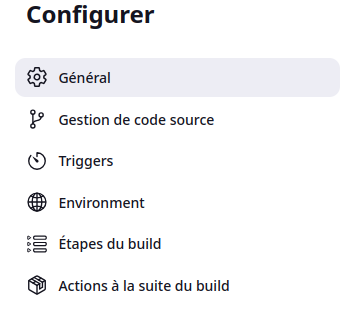 Configurer
Général
Gestion de code source
Triggers
Environment
Étapes du build
Actions à la suite du build